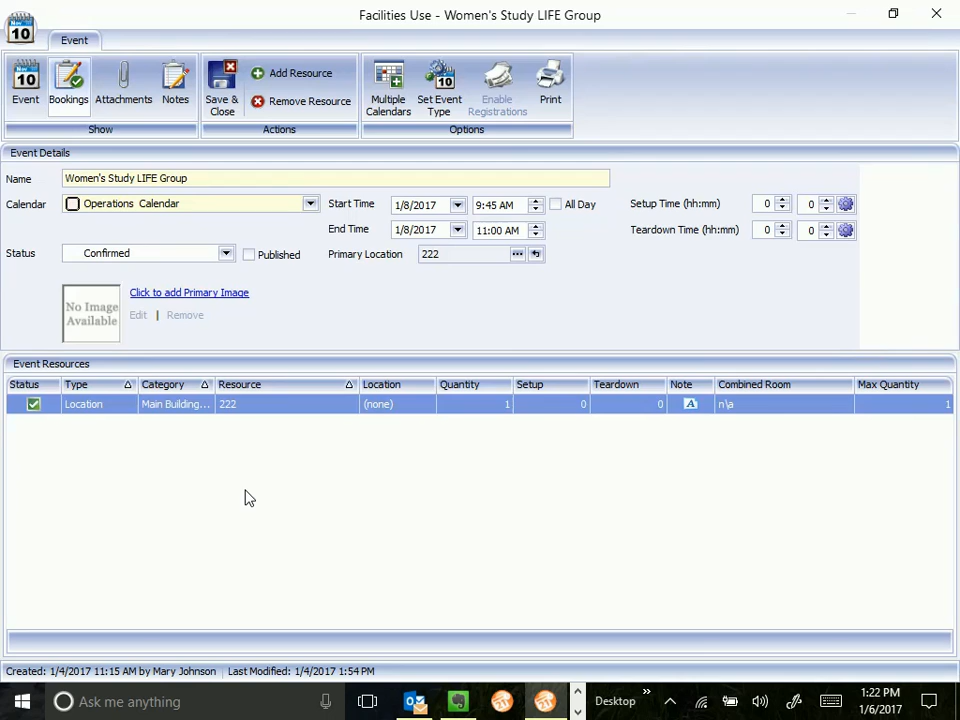 Facilities Use - Women's Study LIFE Group
Nov
10
Event
10
Event
Bookings
Attachments
Notes
Show
Save & Close
Add Resource
Remove Resource
Actions
Multiple Calendars
10
Set Event Type
Enable Registrations
Print
Options
Event Details
Name Women's Study LIFE Group
Calendar Operations Calendar Start Time 1/8/2017 9:45 AM All Day Setup Time (hh:mm) 0 0
End Time 1/8/2017 11:00 AM Teardown Time (hh:mm) 0 0
Status Confirmed Published Primary Location 222
No Image Available
Click to add Primary Image
Edit | Remove
Event Resources
Status Type Category Resource Location Quantity Setup Teardown Note Combined Room Max Quantity
Location Main Building... 222 (none) 1 0 0 A n\a 1
Created: 1/4/2017 11:15 AM by Mary Johnson Last Modified: 1/4/2017 1:54 PM
Ask me anything
Desktop
1:22 PM
1/6/2017